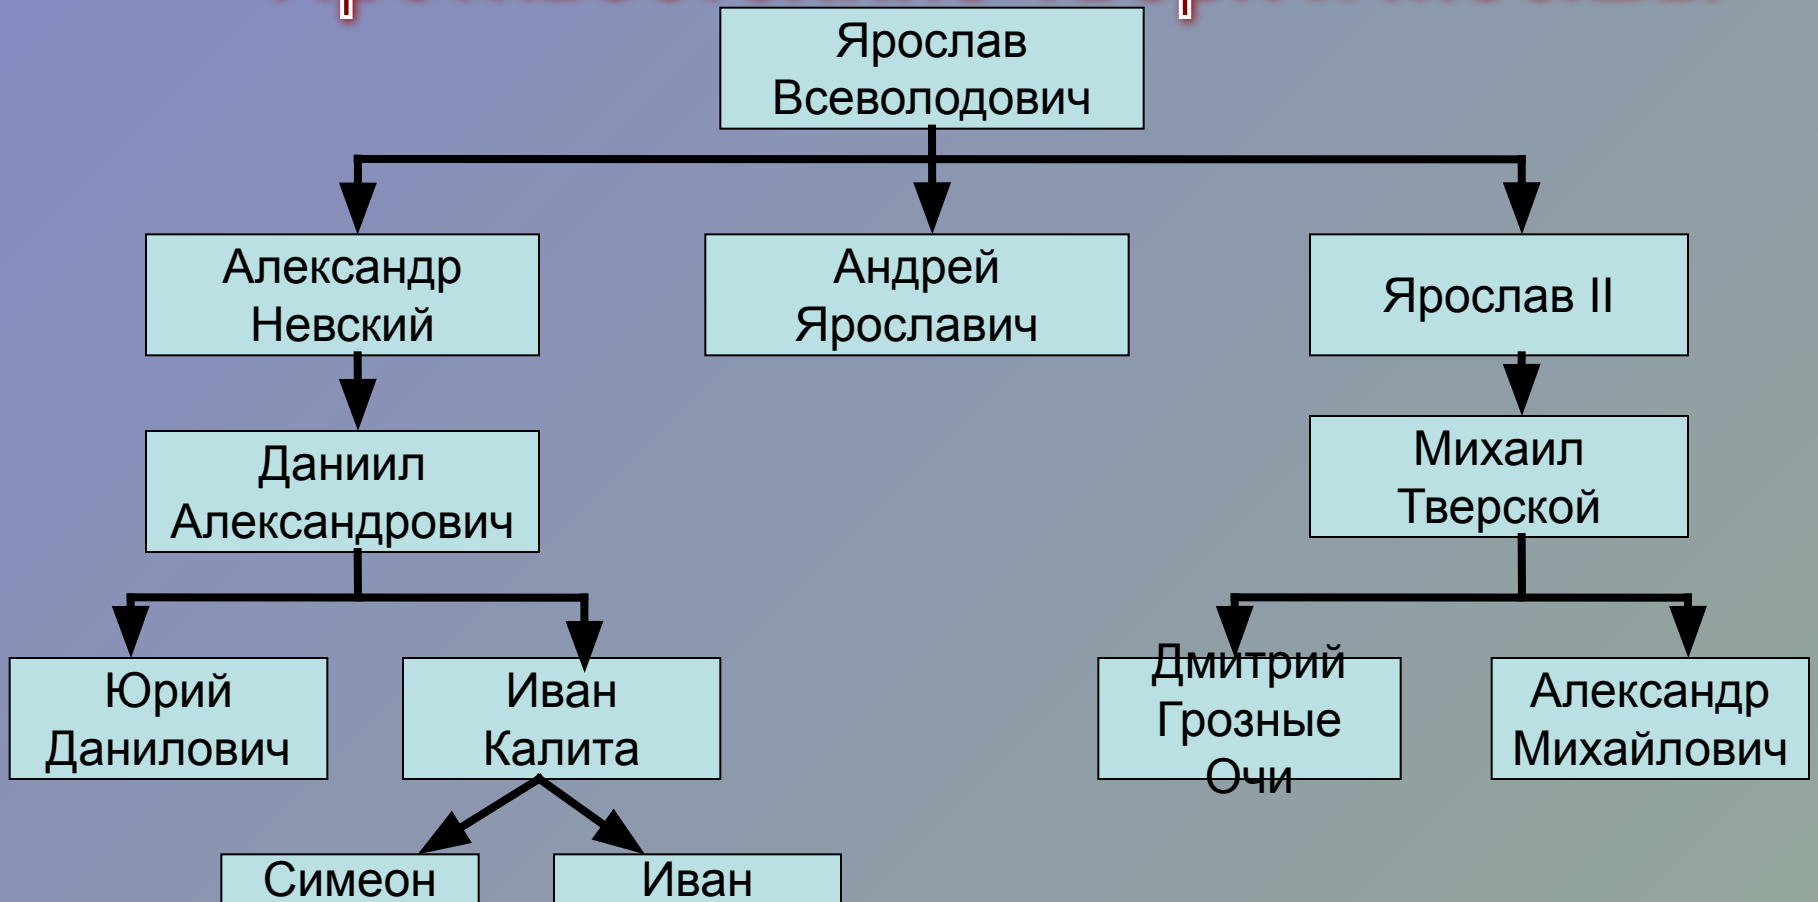 Ярослав
Всеволодович
Александр
Невский
Андрей
Ярославич
Ярослав II
Даниил
Александрович
Михаил
Тверской
Юрий
Данилович
Иван
Калита
Дмитрий
Грозные
Очи
Александр
Михайлович
Симеон
Иван